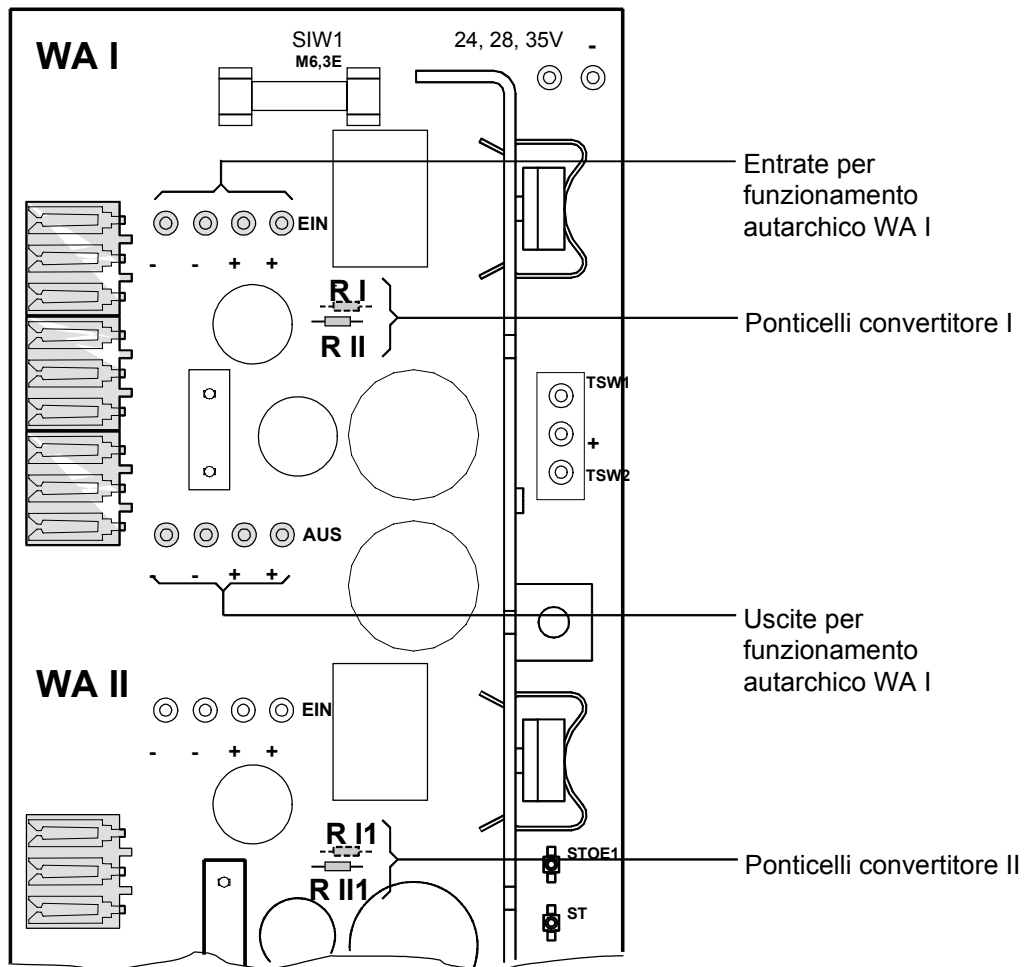 WA I
SIW1
M6,3E
24, 28, 35V -
Entrate per
funzionamento
autarchico WA I
EIN
- - + +
R I
R II
Ponticelli convertitore I
TSW1
+
TSW2
AUS
- - + +
Uscite per
funzionamento
autarchico WA I
WA II
EIN
- - + +
R I1
R II1
STOE1
Ponticelli convertitore II
ST